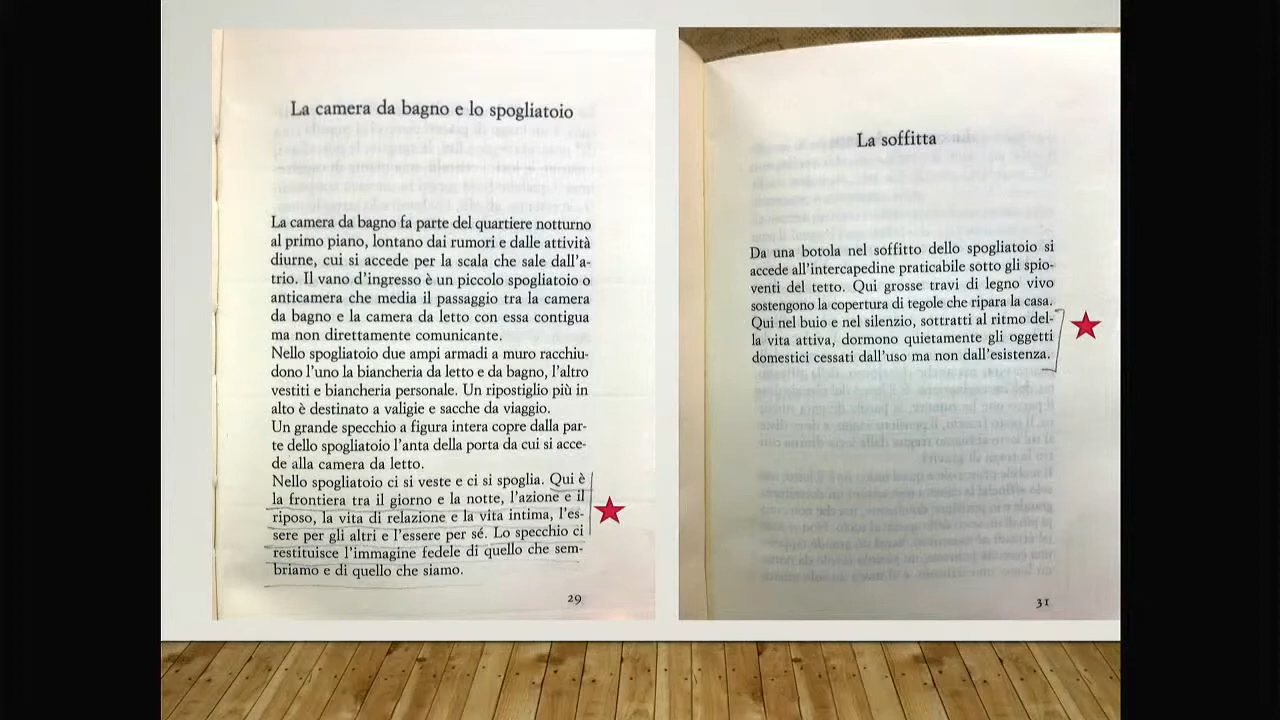 La camera da bagno e lo spogliatoio
La camera da bagno fa parte del quartiere notturno
al primo piano, lontano dai rumori e dalle attività
diurne, cui si accede per la scala che sale dall'a-
trio. Il vano d'ingresso è un piccolo spogliatoio o
anticamera che media il passaggio tra la camera
da bagno e la camera da letto con essa contigua
ma non direttamente comunicante.
Nello spogliatoio due ampi armadi a muro racchiu-
dono l'uno la biancheria da letto e da bagno, l'altro
vestiti e biancheria personale. Un ripostiglio più in
alto è destinato a valigie e sacche da viaggio.
Un grande specchio a figura intera copre dalla par-
te dello spogliatoio l'anta della porta da cui si acce-
de alla camera da letto.
Nello spogliatoio ci si veste e ci si spoglia. Qui è
la frontiera tra il giorno e la notte, l'azione e il
riposo, la vita di relazione e la vita intima, l'es-
sere per gli altri e l'essere per sé. Lo specchio ci
restituisce l'immagine fedele di quello che sem-
briamo e di quello che siamo.
29
La soffitta
Da una botola nel soffitto dello spogliatoio si
accede all'intercapedine praticabile sotto gli spio-
venti del tetto. Qui grosse travi di legno vivo
sostengono la copertura di tegole che ripara la casa.
Qui nel buio e nel silenzio, sottratti al ritmo del-
la vita attiva, dormono quietamente gli oggetti
domestici cessati dall'uso ma non dall'esistenza.
31